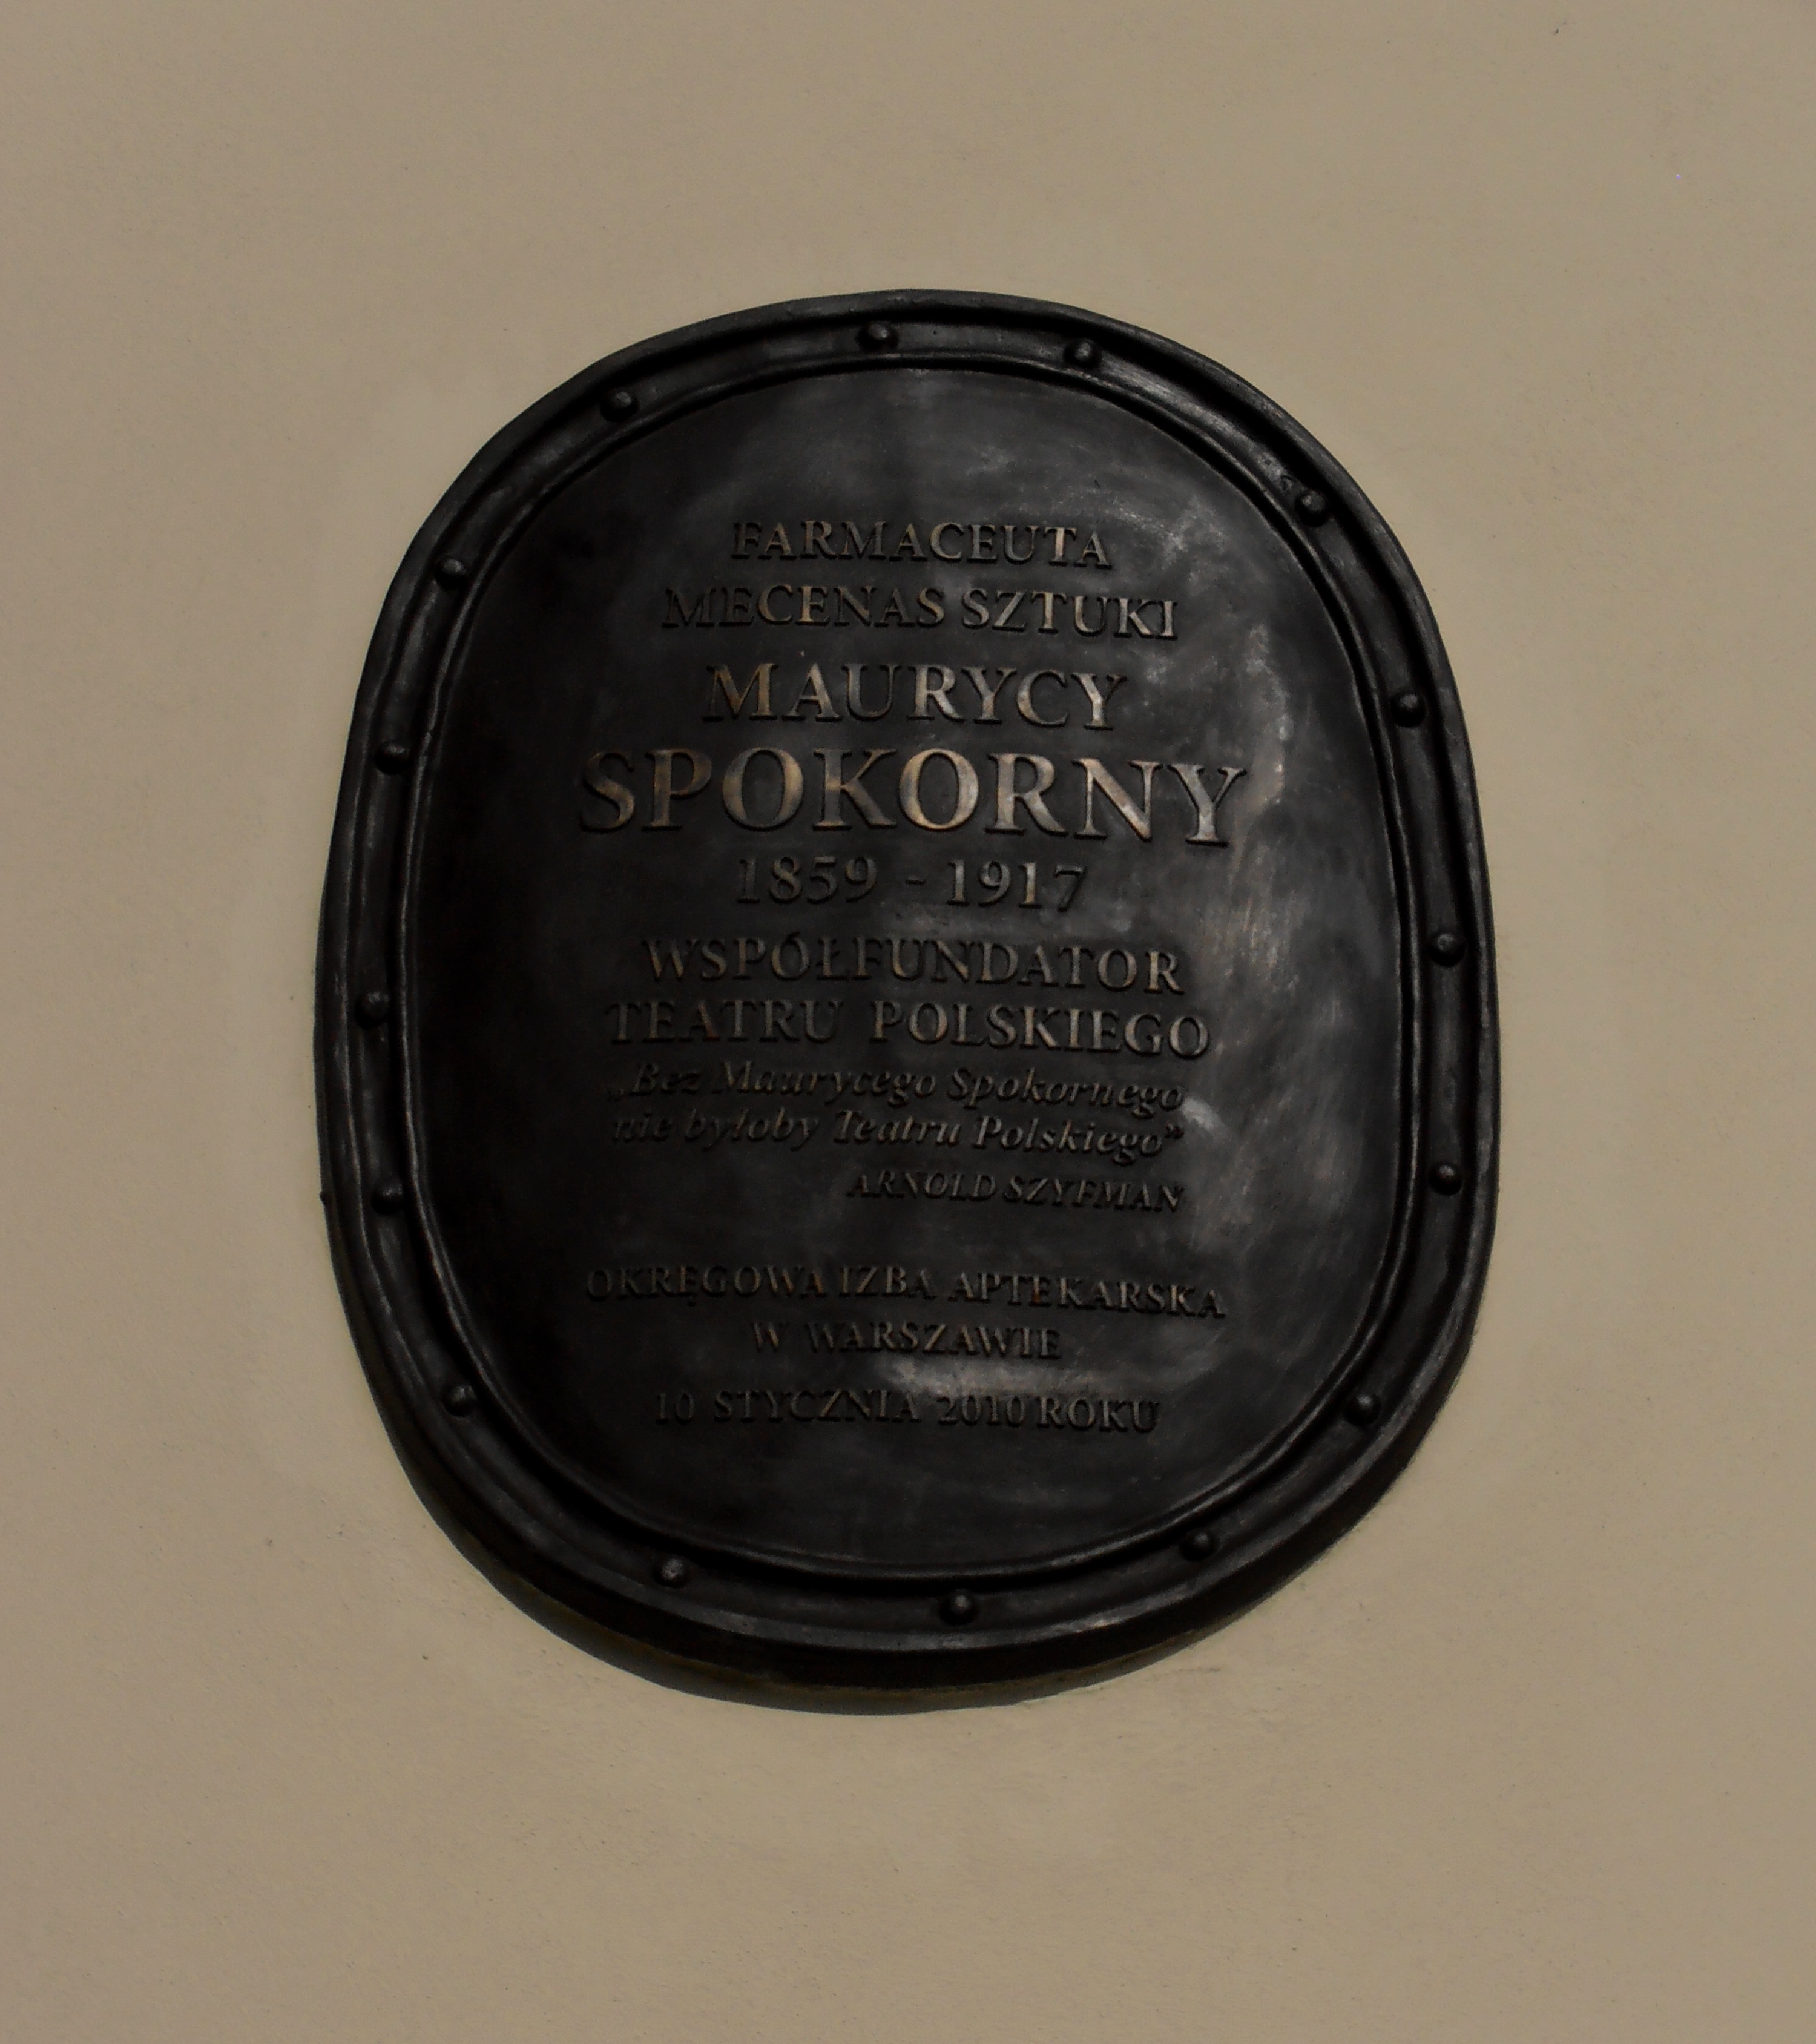 FARMACEUTA
MECENAS SZTUKI
MAURYCY
SPOKORNY
1859 - 1917
WSPÓŁFUNDATOR
TEATRU POLSKIEGO
„Bez Maurycego Spokornego
nie byłoby Teatru Polskiego”
ARNOLD SZYFMAN
OKRĘGOWA IZBA APTEKARSKA
W WARSZAWIE
10 STYCZNIA 2010 ROKU